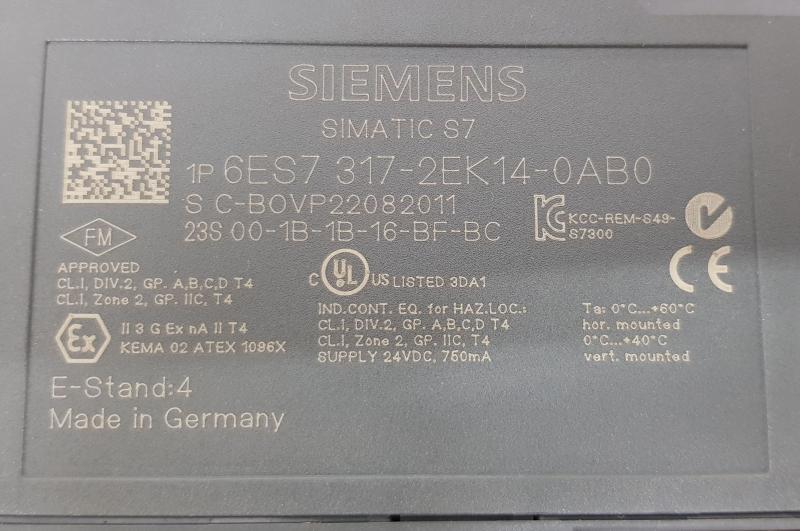 SIEMENS
SIMATIC S7
1P 6ES7 317-2EK14-0AB0
S C-BOVP22082011
23S 00-1B-1B-16-BF-BC
KCC-REM-S49-
S7300
FM
APPROVED
CL.I, DIV.2, GP. A,B,C,D T4
CL.I, Zone 2, GP. IIC, T4
C UL US LISTED 3DA1
CE
Ex
II 3 G Ex nA II T4
KEMA 02 ATEX 1096X
IND.CONT. EQ. for HAZ.LOC.:
CL.I, DIV.2, GP. A,B,C,D T4
CL.I, Zone 2, GP. IIC, T4
SUPPLY 24VDC, 750mA
Ta: 0°C...+60°C
hor. mounted
0°C...+40°C
vert. mounted
E-Stand:4
Made in Germany